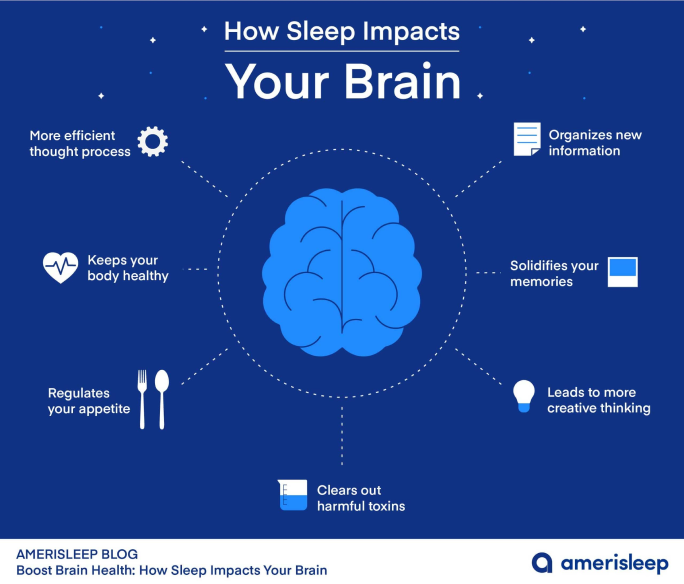 How Sleep Impacts
Your Brain
More efficient
thought process
Organizes new
information
Keeps your
body healthy
Solidifies your
memories
Regulates
your appetite
Leads to more
creative thinking
Clears out
harmful toxins
AMERISLEEP BLOG
Boost Brain Health: How Sleep Impacts Your Brain
amerisleep